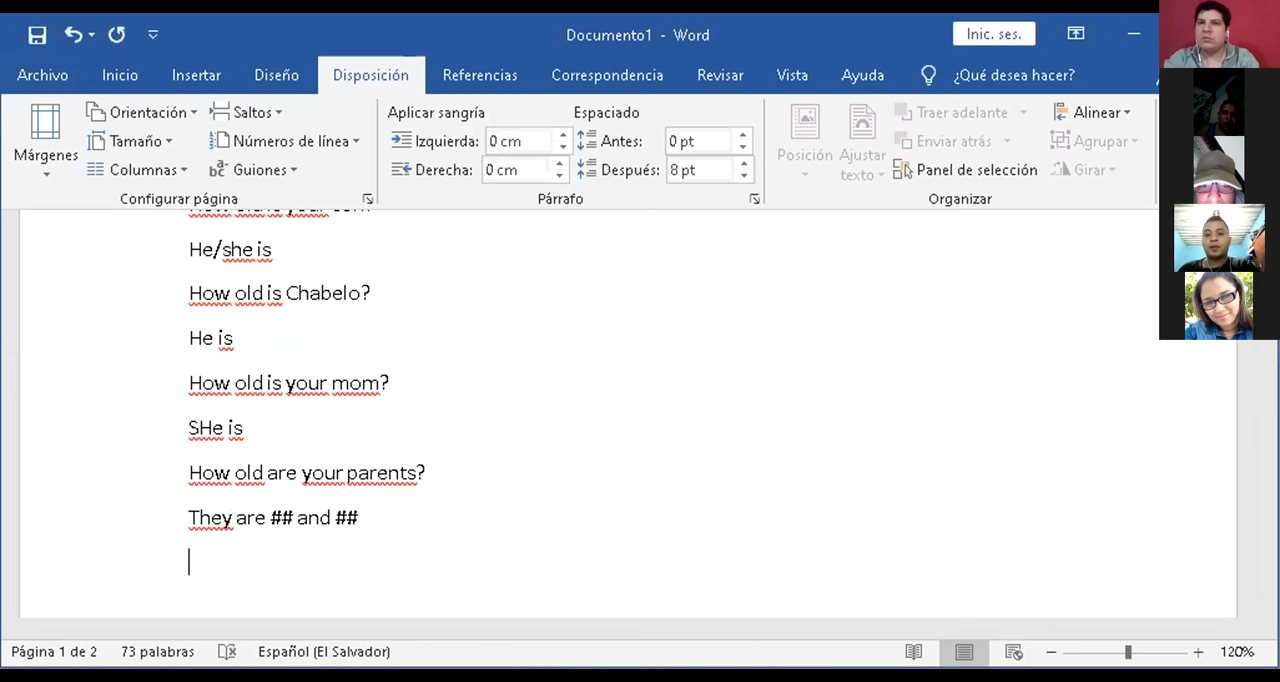 Documento1 - Word
Inic. ses.
Archivo Inicio Insertar Diseño Disposición Referencias Correspondencia Revisar Vista Ayuda ¿Qué desea hacer?
Márgenes
Orientación
Tamaño
Columnas
Saltos
Números de línea
Guiones
Configurar página
Aplicar sangría
Izquierda: 0 cm
Derecha: 0 cm
Espaciado
Antes: 0 pt
Después: 8 pt
Párrafo
Posición
Ajustar texto
Traer adelante
Enviar atrás
Panel de selección
Alinear
Agrupar
Girar
Organizar
He/she is
How old is Chabelo?
He is
How old is your mom?
SHe is
How old are your parents?
They are ## and ##
Página 1 de 2 73 palabras Español (El Salvador) 120%